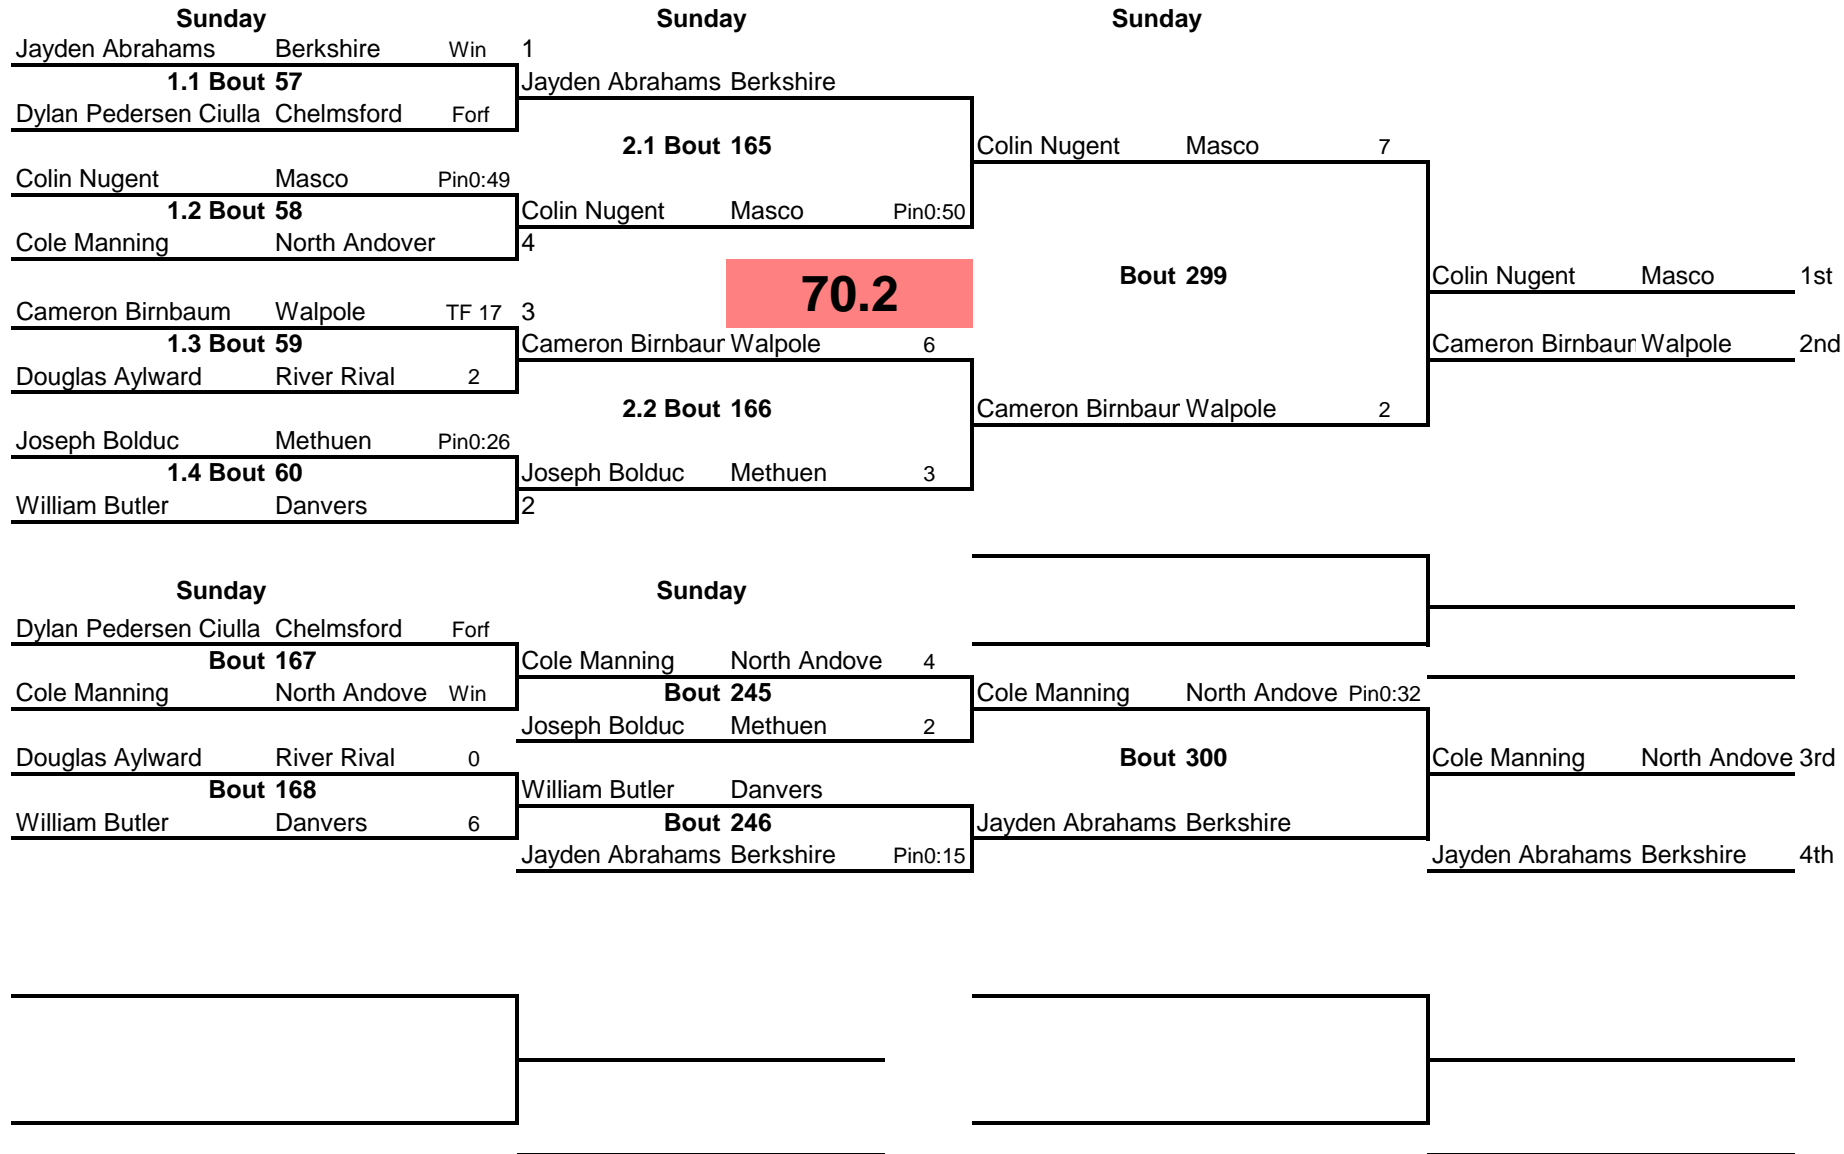 Sunday Sunday Sunday
Jayden Abrahams Berkshire Win 1
1.1 Bout 57 Jayden Abrahams Berkshire
Dylan Pedersen Ciulla Chelmsford Forf
2.1 Bout 165 Colin Nugent Masco 7
Colin Nugent Masco Pin0:49
1.2 Bout 58 Colin Nugent Masco Pin0:50
Cole Manning North Andover 4
70.2 Bout 299 Colin Nugent Masco 1st
Cameron Birnbaum Walpole TF 17 3
1.3 Bout 59 Cameron Birnbaur Walpole 6 Cameron Birnbaur Walpole 2nd
Douglas Aylward River Rival 2
2.2 Bout 166 Cameron Birnbaur Walpole 2
Joseph Bolduc Methuen Pin0:26
1.4 Bout 60 Joseph Bolduc Methuen 3
William Butler Danvers 2
Sunday Sunday
Dylan Pedersen Ciulla Chelmsford Forf
Bout 167 Cole Manning North Andove 4
Cole Manning North Andove Win Bout 245 Cole Manning North Andove Pin0:32
Joseph Bolduc Methuen 2
Douglas Aylward River Rival 0 Bout 300 Cole Manning North Andove 3rd
Bout 168 William Butler Danvers
William Butler Danvers 6 Bout 246 Jayden Abrahams Berkshire
Jayden Abrahams Berkshire Pin0:15 Jayden Abrahams Berkshire 4th